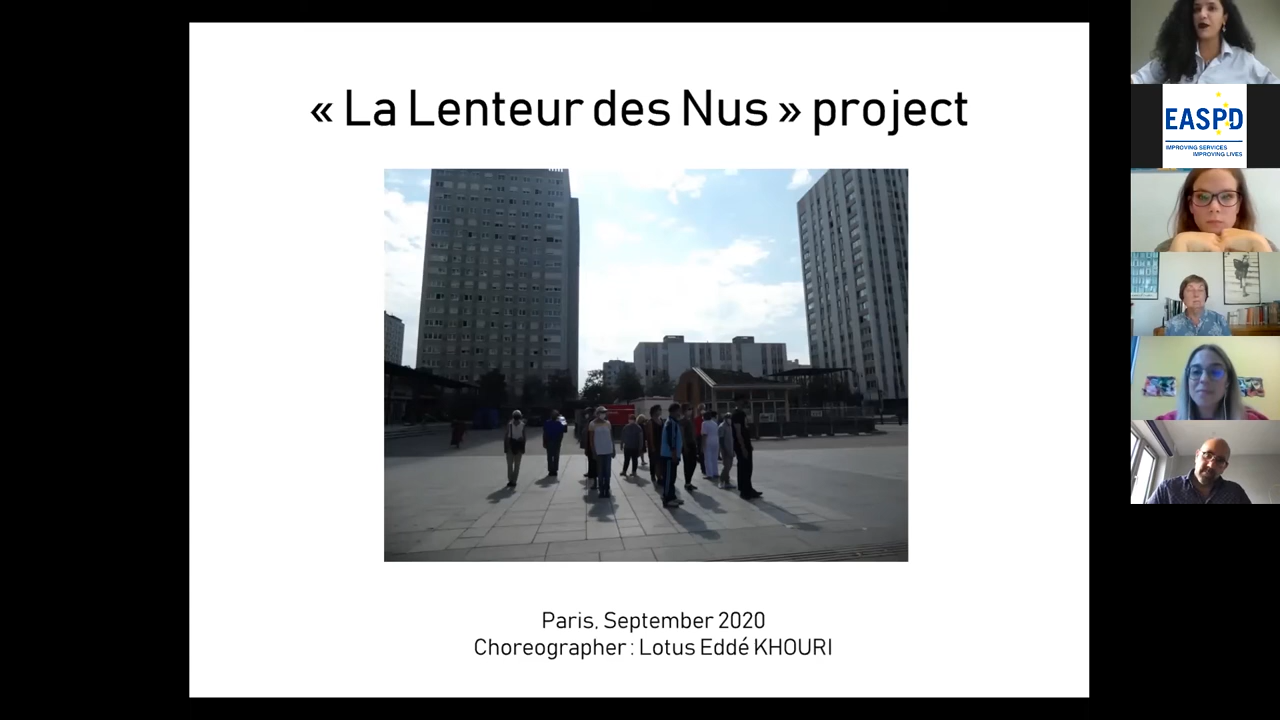 « La Lenteur des Nus » project
EASPD
IMPROVING SERVICES
IMPROVING LIVES
Paris, September 2020
Choreographer : Lotus Eddé KHOURI